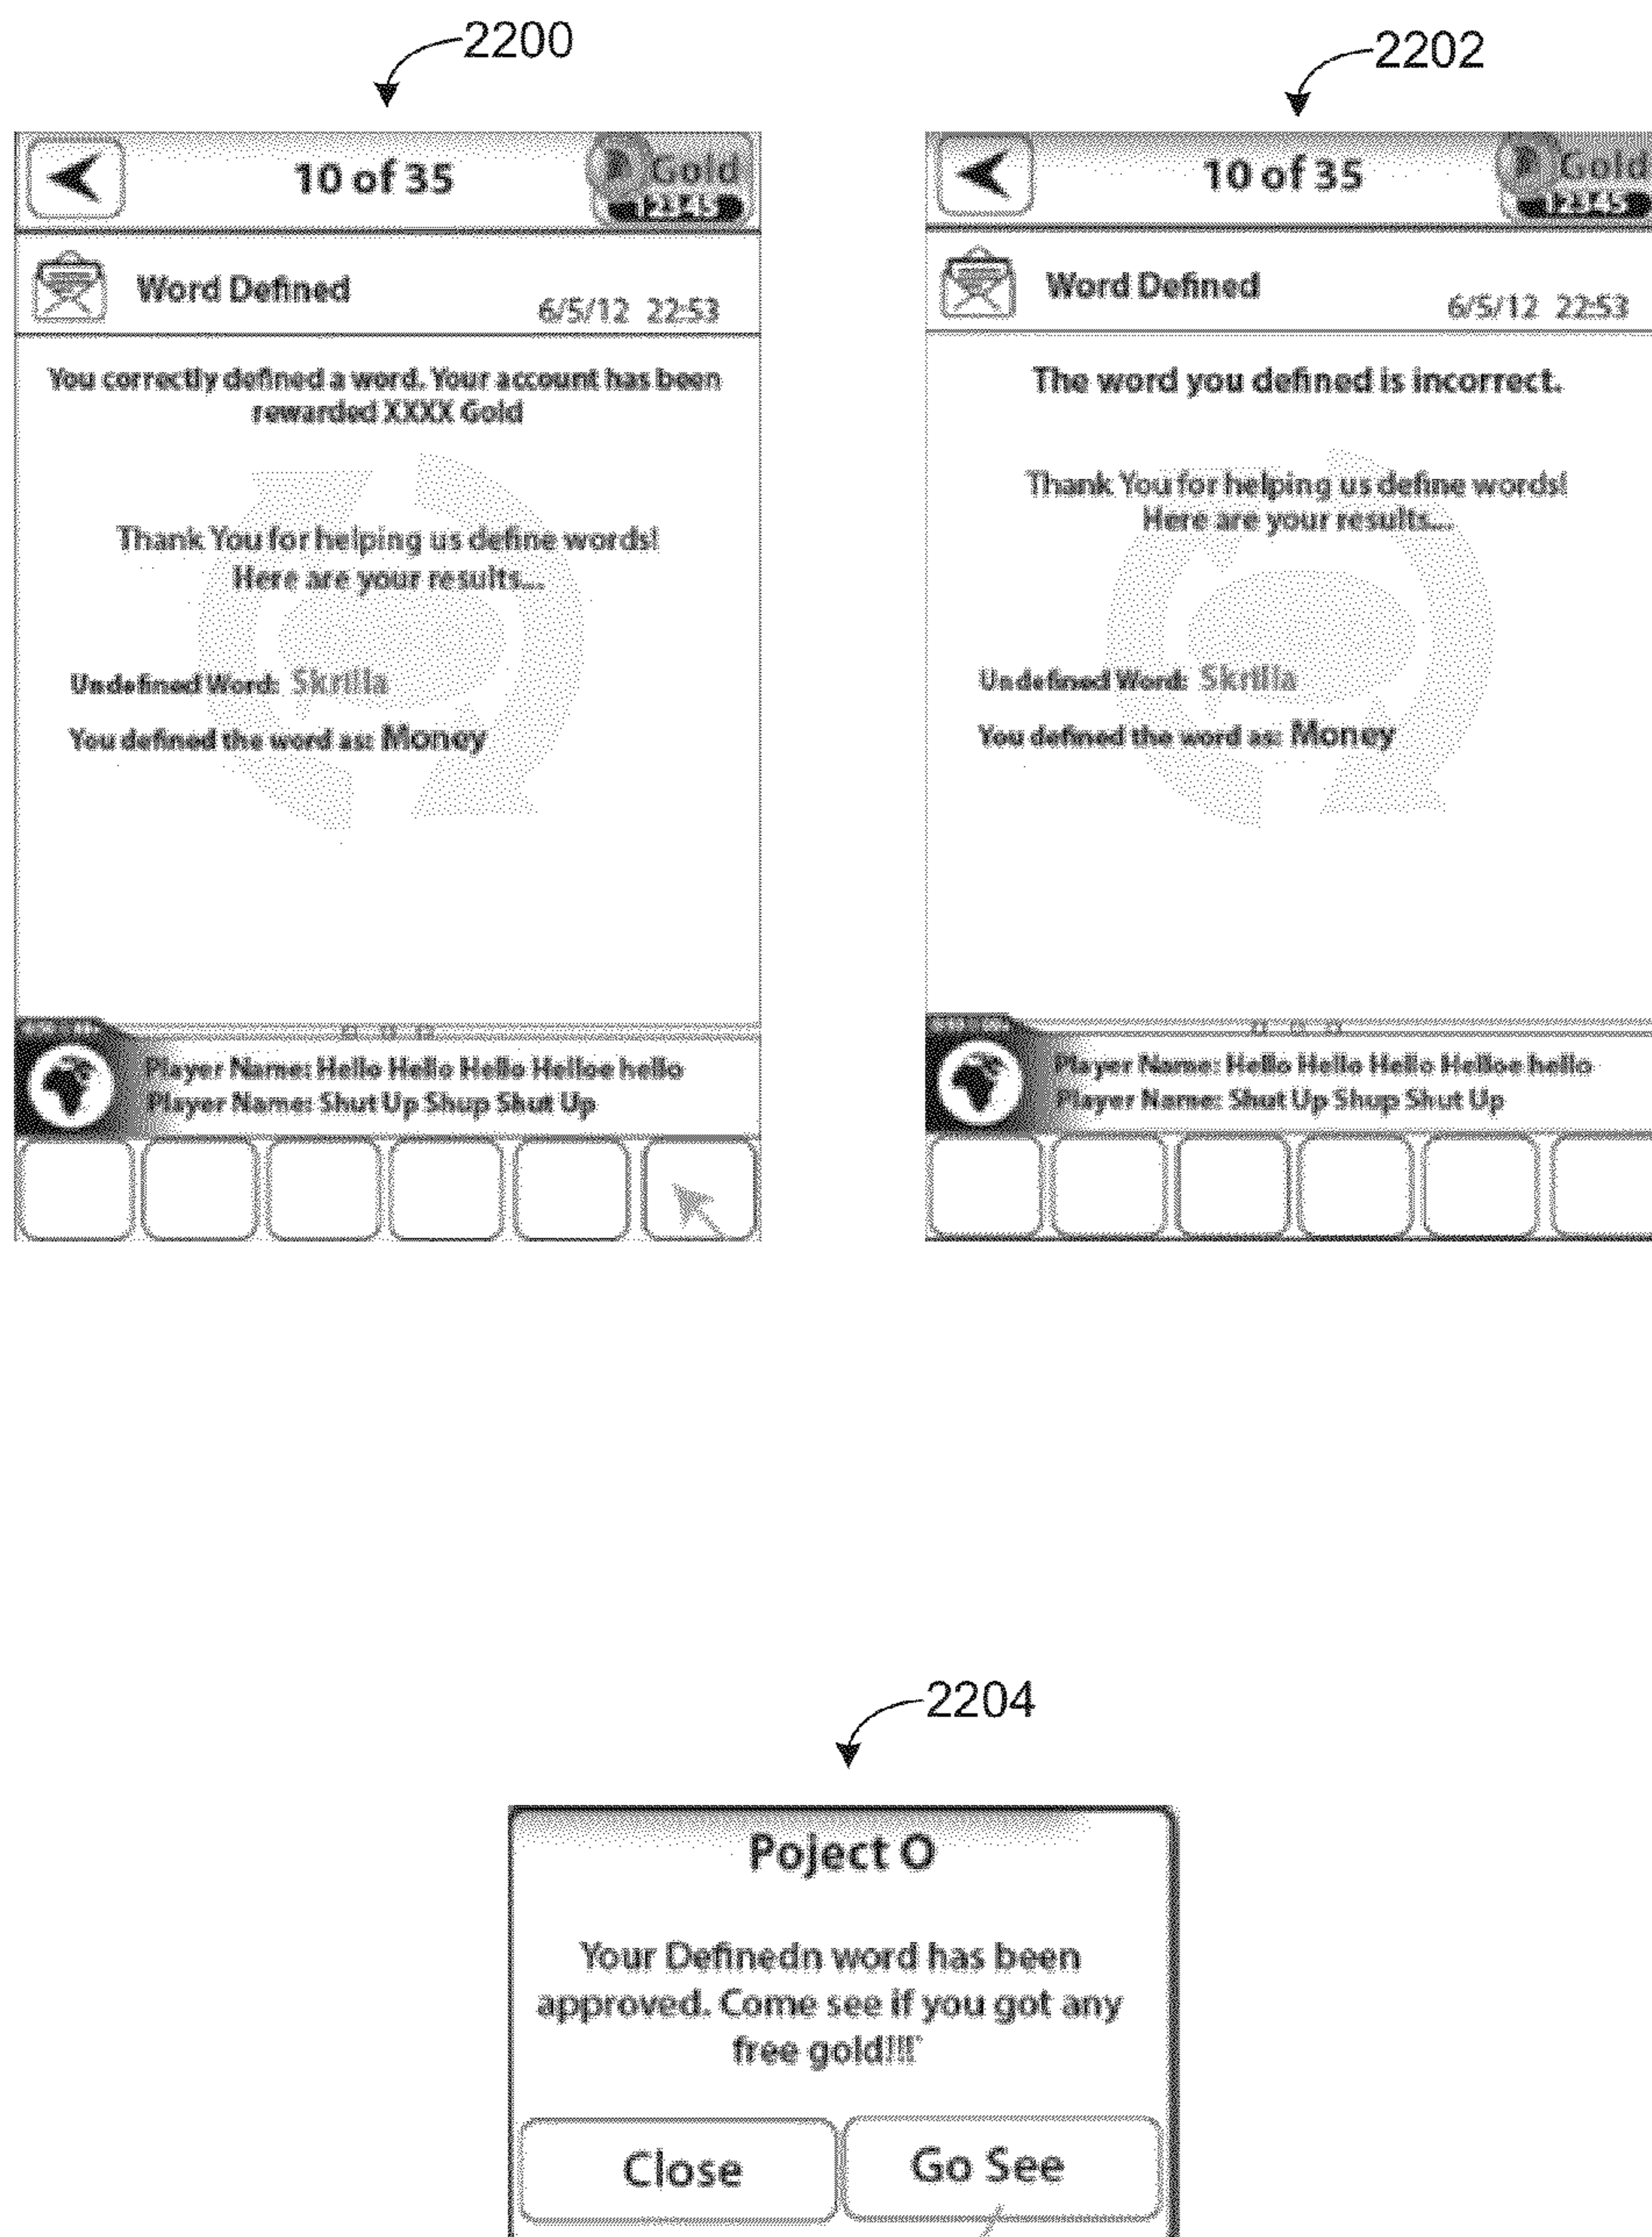 2200
10 of 35
Gold
12345
Word Defined
6/5/12 22:53
You correctly defined a word. Your account has been
rewarded XXXX Gold
Thank You for helping us define words!
Here are your results...
Undefined Word: Skrilla
You defined the word as: Money
Player Name: Hello Hello Hello Helloe hello
Player Name: Shut Up Shup Shut Up
2202
10 of 35
Gold
12345
Word Defined
6/5/12 22:53
The word you defined is incorrect.
Thank You for helping us define words!
Here are your results...
Undefined Word: Skrilla
You defined the word as: Money
Player Name: Hello Hello Hello Helloe hello
Player Name: Shut Up Shup Shut Up
2204
Poject O
Your Definedn word has been
approved. Come see if you got any
free gold!!!"
Close
Go See